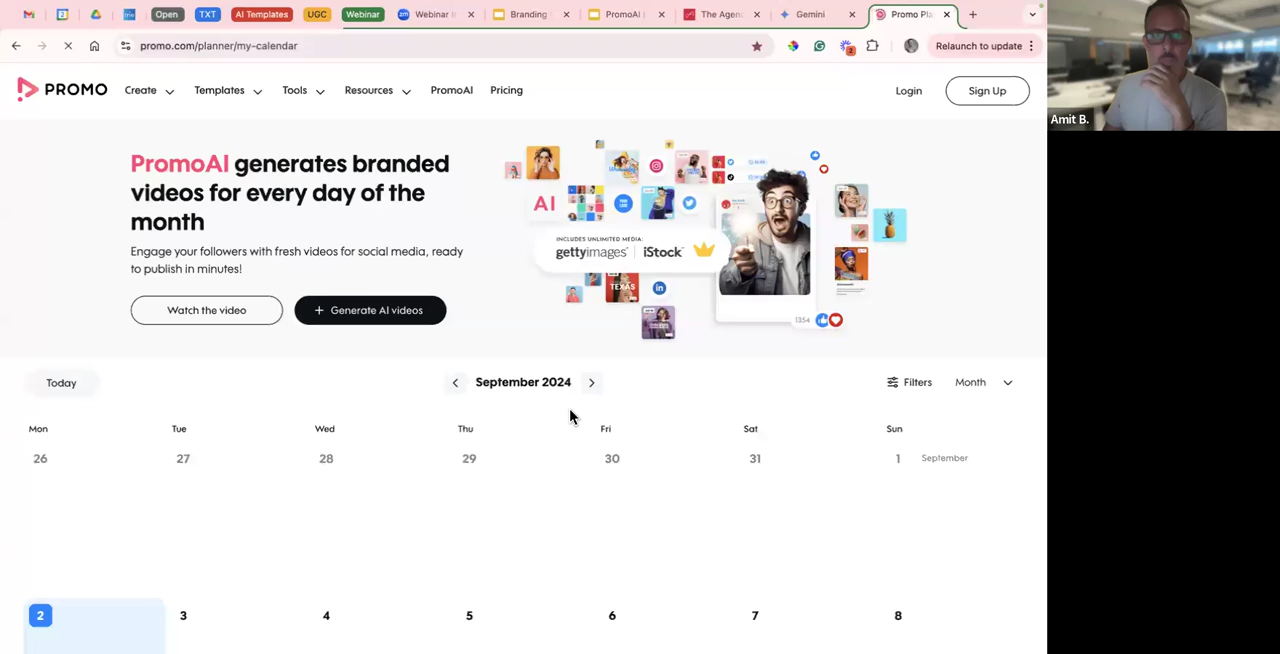 Open
TXT
AI Templates
UGC
Webinar
Webinar
Branding
PromoAI
The Agen
Gemini
Promo Pla
promo.com/planner/my-calendar
2
Relaunch to update
PROMO
Create
Templates
Tools
Resources
PromoAI
Pricing
Login
Sign Up
Amit B.
PromoAI generates branded
videos for every day of the
month
Engage your followers with fresh videos for social media, ready
to publish in minutes!
Watch the video
+ Generate AI videos
AI
INCLUDES UNLIMITED MEDIA:
gettyimages | iStock
TEXAS
1354
Today
September 2024
Filters
Month
Mon
Tue
Wed
Thu
Fri
Sat
Sun
26
27
28
29
30
31
1 September
2
3
4
5
6
7
8